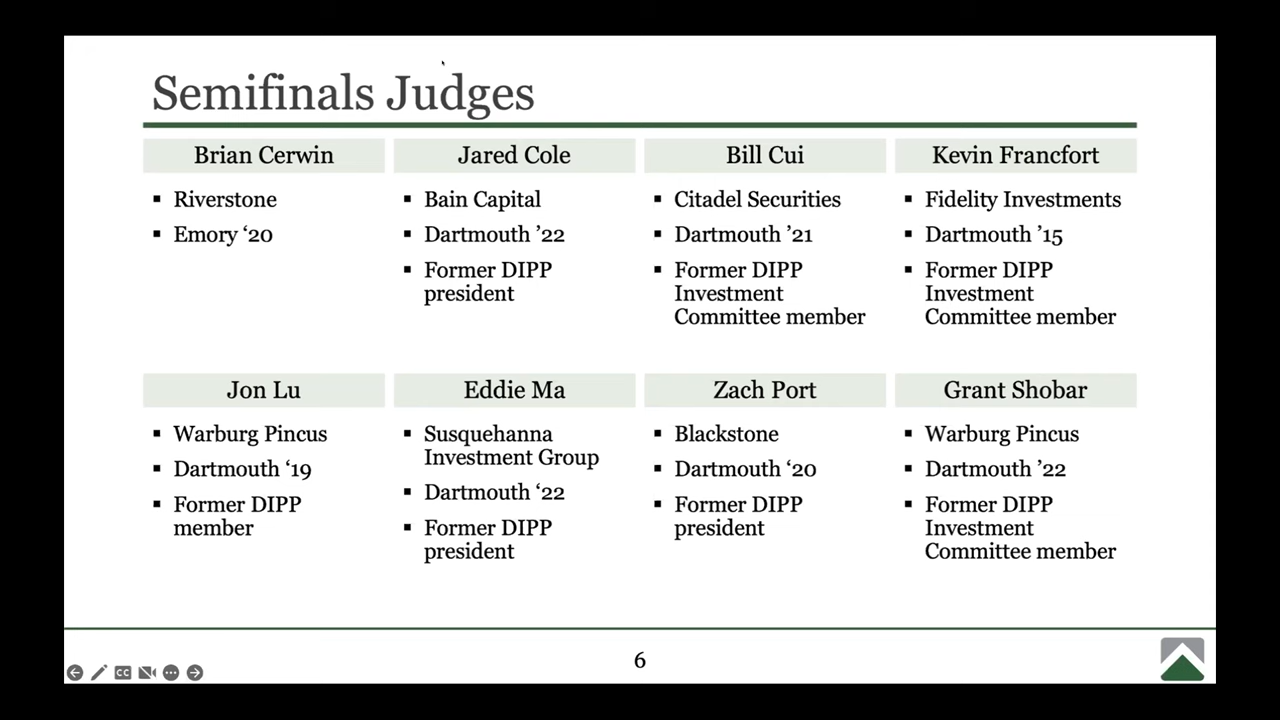 Semifinals Judges
Brian Cerwin
▪ Riverstone
▪ Emory ‘20
Jared Cole
▪ Bain Capital
▪ Dartmouth ’22
▪ Former DIPP
president
Bill Cui
▪ Citadel Securities
▪ Dartmouth ’21
▪ Former DIPP
Investment
Committee member
Kevin Francfort
▪ Fidelity Investments
▪ Dartmouth ’15
▪ Former DIPP
Investment
Committee member
Jon Lu
▪ Warburg Pincus
▪ Dartmouth ‘19
▪ Former DIPP
member
Eddie Ma
▪ Susquehanna
Investment Group
▪ Dartmouth ‘22
▪ Former DIPP
president
Zach Port
▪ Blackstone
▪ Dartmouth ‘20
▪ Former DIPP
president
Grant Shobar
▪ Warburg Pincus
▪ Dartmouth ’22
▪ Former DIPP
Investment
Committee member
6
CC